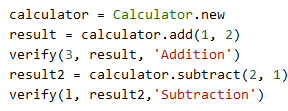 calculator = Calculator.new
result = calculator.add(1, 2)
verify(3, result, 'Addition')
result2 = calculator.subtract(2, 1)
verify(l, result2,'Subtraction')